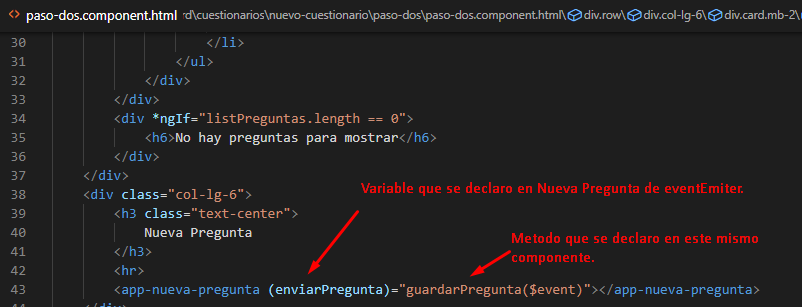 paso-dos.component.html rd\cuestionarios\nuevo-cuestionario\paso-dos\paso-dos.component.html\div.row\div.col-lg-6\div.card.mb-2\
30 </li>
31 </ul>
32 </div>
33 </div>
34 <div *ngIf="listPreguntas.length == 0">
35 <h6>No hay preguntas para mostrar</h6>
36 </div>
37 </div>
38 <div class="col-lg-6">
Variable que se declaro en Nueva Pregunta de eventEmiter.
39 <h3 class="text-center">
40 Nueva Pregunta
Metodo que se declaro en este mismo
41 </h3>
componente.
42 <hr>
43 <app-nueva-pregunta (enviarPregunta)="guardarPregunta($event)"></app-nueva-pregunta>